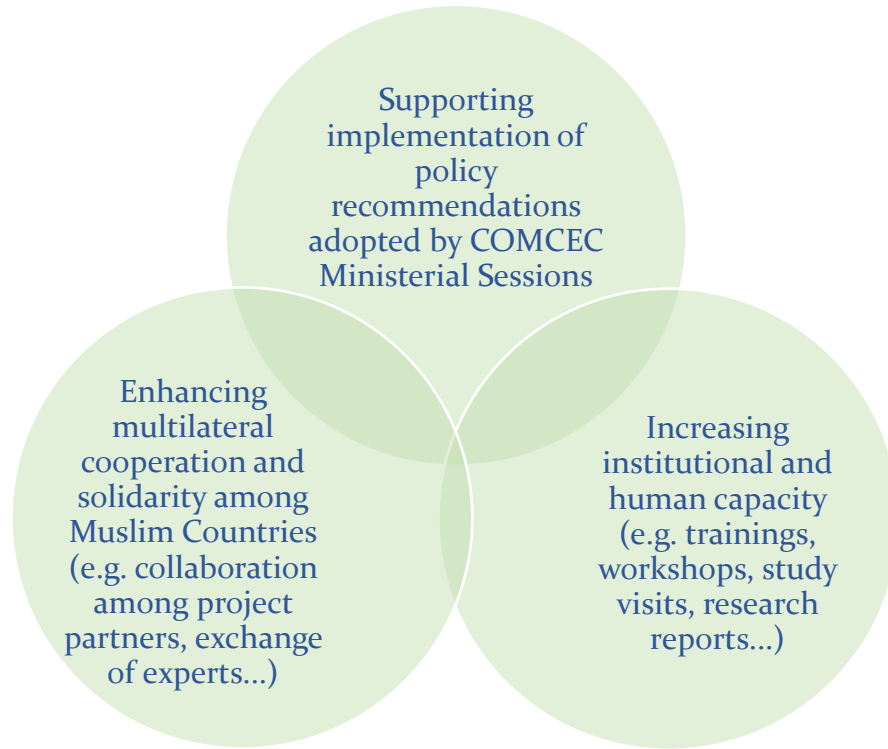 Supporting
implementation of
policy
recommendations
adopted by COMCEC
Ministerial Sessions
Enhancing
multilateral
cooperation and
solidarity among
Muslim Countries
(e.g. collaboration
among project
partners, exchange
of experts...)
Increasing
institutional and
human capacity
(e.g. trainings,
workshops, study
visits, research
reports...)